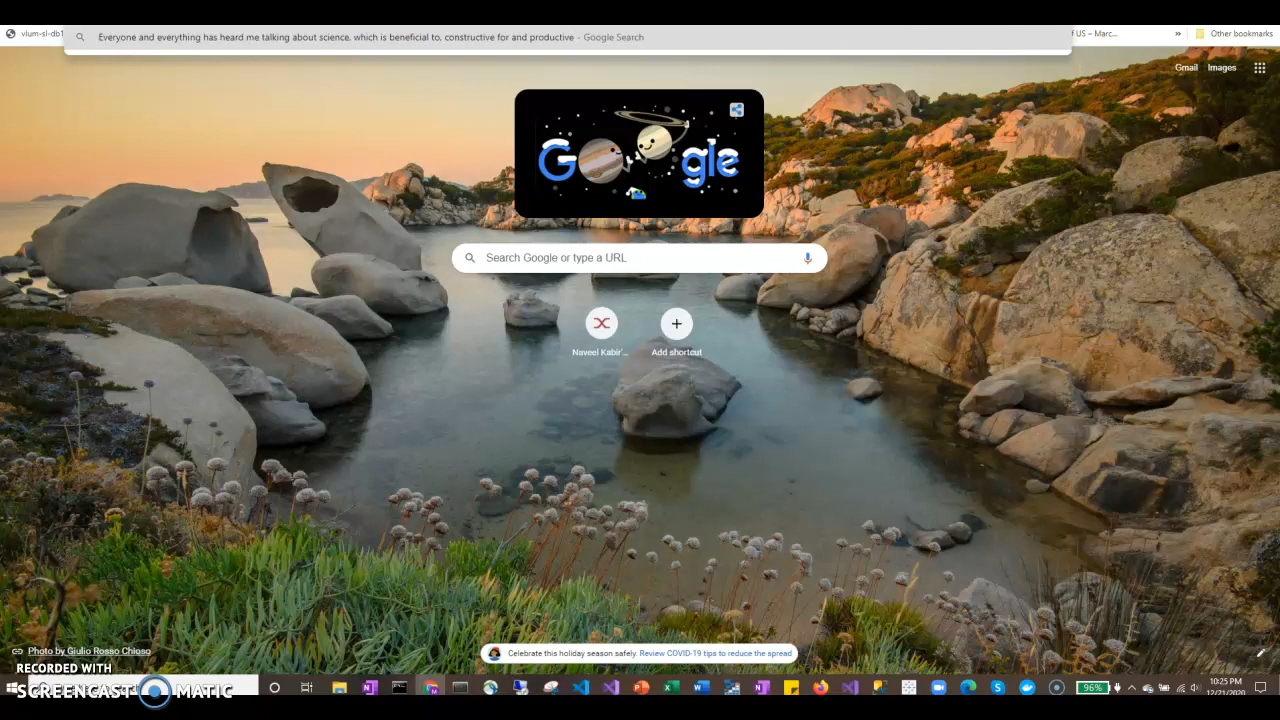 vlum-sl-db1
Everyone and everything has heard me talking about science, which is beneficial to, constructive for and productive - Google Search
f US – Marc...
»
Other bookmarks
Gmail Images
Google
Search Google or type a URL
Naveel Kabir'...
Add shortcut
Photo by Giulio Rosso Chioso
Celebrate this holiday season safely. Review COVID-19 tips to reduce the spread
RECORDED WITH
SCREENCAST MATIC
96%
10:25 PM
12/21/2020